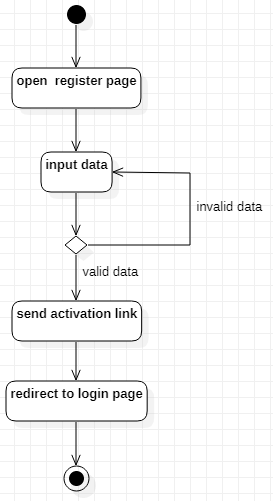 open  register page
input data
invalid data
valid data
send activation link
redirect to login page